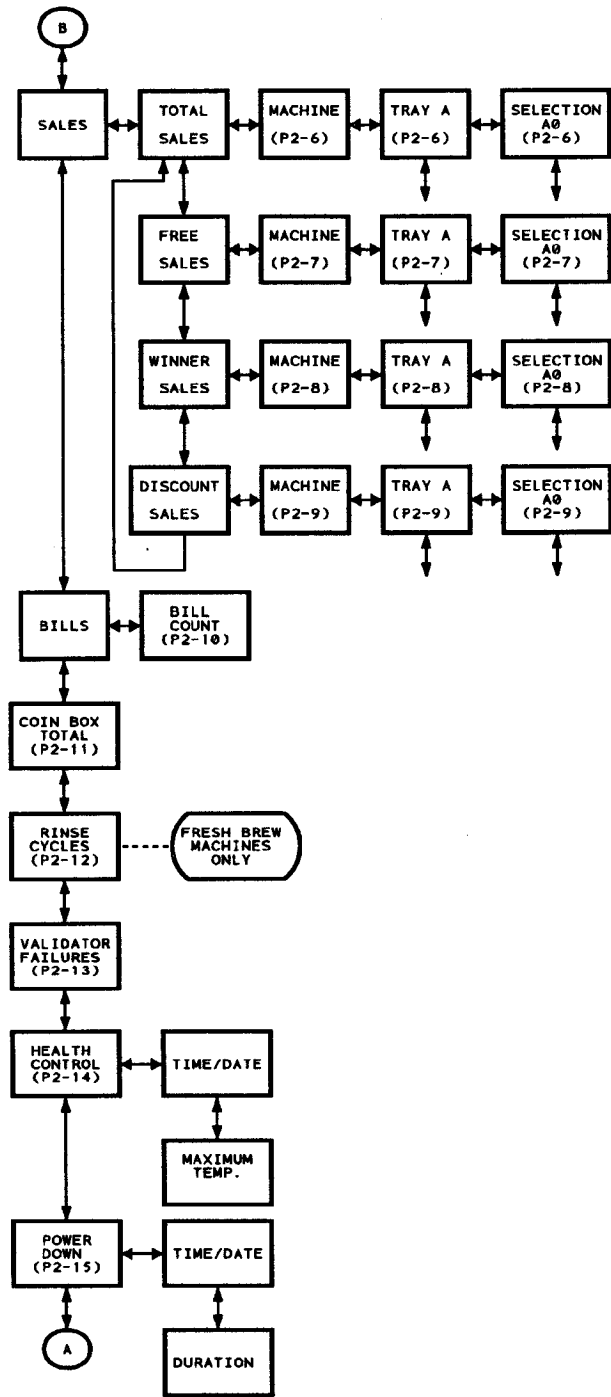 B
SALES
TOTAL
SALES
MACHINE
(P2-6)
TRAY A
(P2-6)
SELECTION
A0
(P2-6)
FREE
SALES
MACHINE
(P2-7)
TRAY A
(P2-7)
SELECTION
A0
(P2-7)
WINNER
SALES
MACHINE
(P2-8)
TRAY A
(P2-8)
SELECTION
A0
(P2-8)
DISCOUNT
SALES
MACHINE
(P2-9)
TRAY A
(P2-9)
SELECTION
A0
(P2-9)
BILLS
BILL
COUNT
(P2-10)
COIN BOX
TOTAL
(P2-11)
RINSE
CYCLES
(P2-12)
FRESH BREW
MACHINES
ONLY
VALIDATOR
FAILURES
(P2-13)
HEALTH
CONTROL
(P2-14)
TIME/DATE
MAXIMUM
TEMP.
POWER
DOWN
(P2-15)
TIME/DATE
A
DURATION